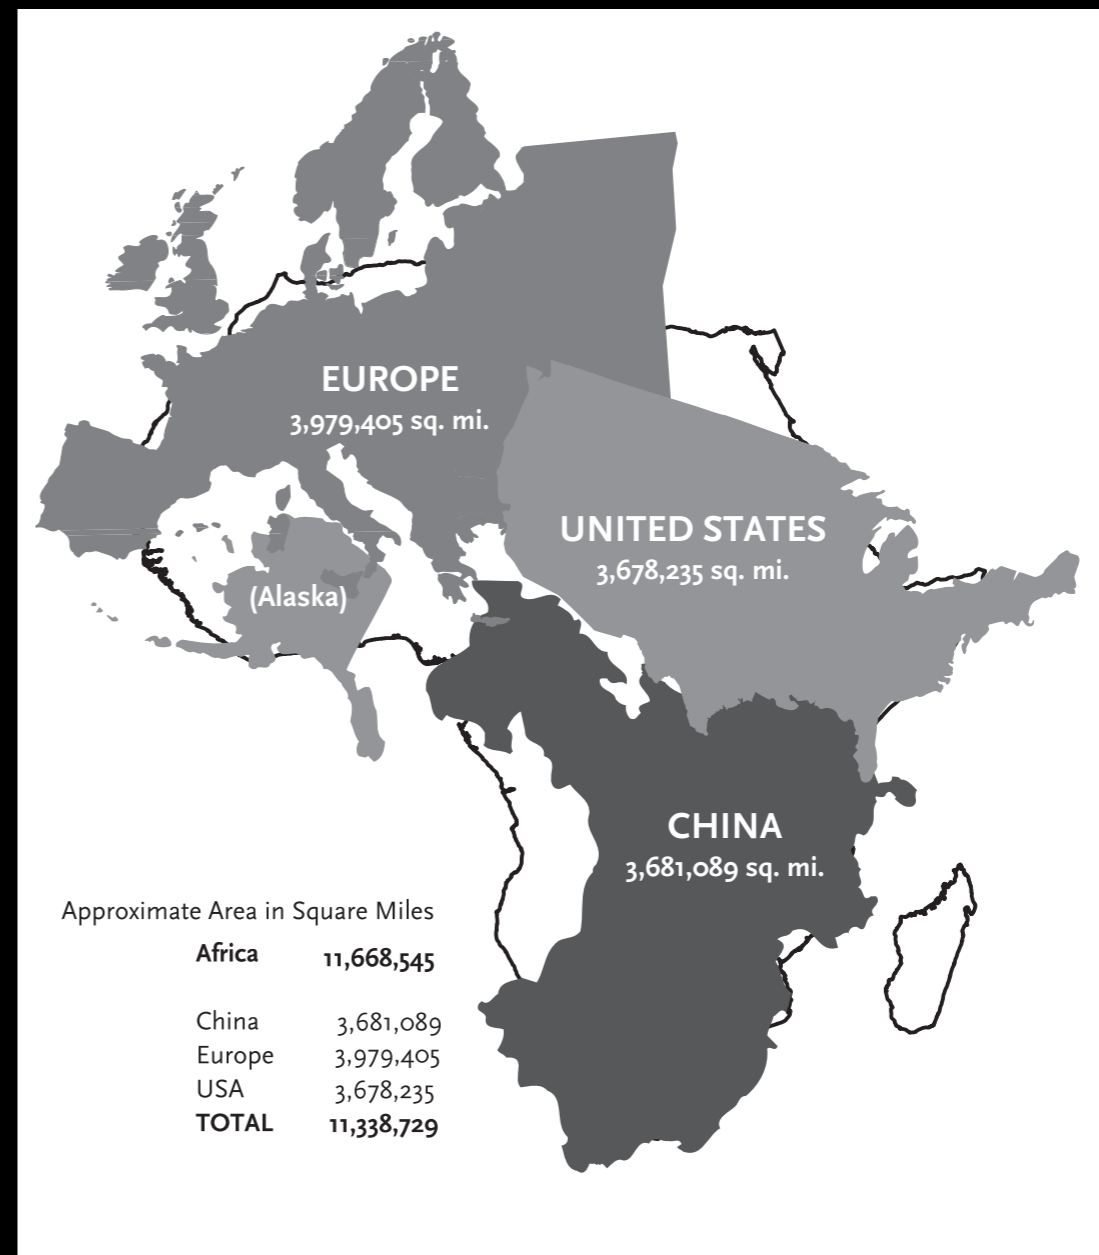 EUROPE
3,979,405 sq. mi.
UNITED STATES
3,678,235 sq. mi.
(Alaska)
CHINA
3,681,089 sq. mi.
Approximate Area in Square Miles
Africa 11,668,545
China 3,681,089
Europe 3,979,405
USA 3,678,235
TOTAL 11,338,729